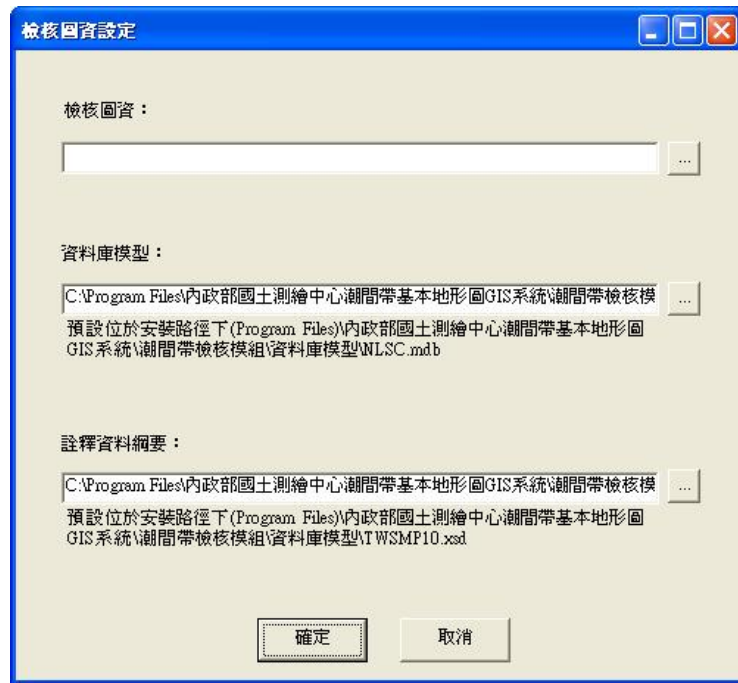 檢核圖資設定
檢核圖資：
...
資料庫模型：
C:\Program Files\內政部國土測繪中心潮間帶基本地形圖GIS系統\潮間帶檢核模
...
預設位於安裝路徑下(Program Files)\內政部國土測繪中心潮間帶基本地形圖
GIS系統\潮間帶檢核模組\資料庫模型\NLSC.mdb
詮釋資料綱要：
C:\Program Files\內政部國土測繪中心潮間帶基本地形圖GIS系統\潮間帶檢核模
...
預設位於安裝路徑下(Program Files)\內政部國土測繪中心潮間帶基本地形圖
GIS系統\潮間帶檢核模組\資料庫模型\TWSMP10.xsd
確定
取消